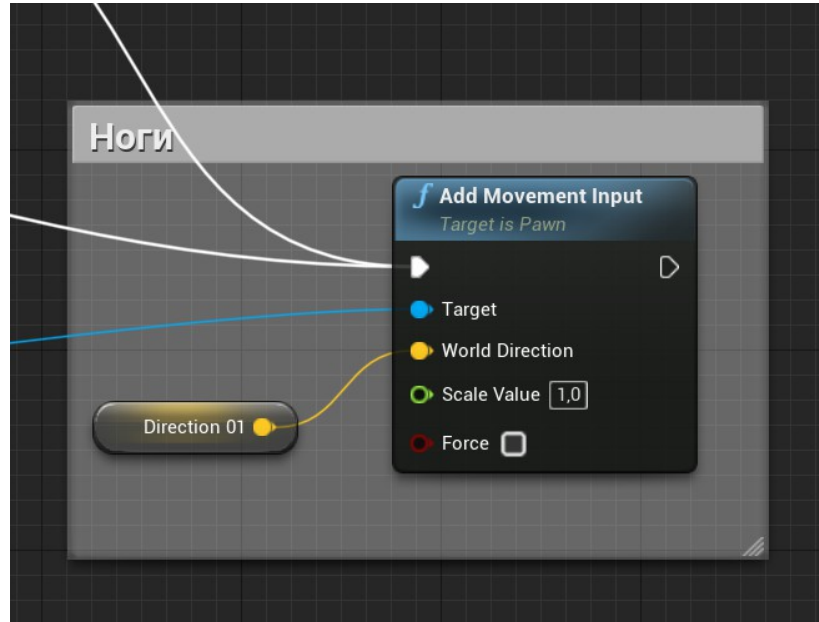 Ноги
f Add Movement Input
Target is Pawn
Target
World Direction
Scale Value 1,0
Direction 01
Force